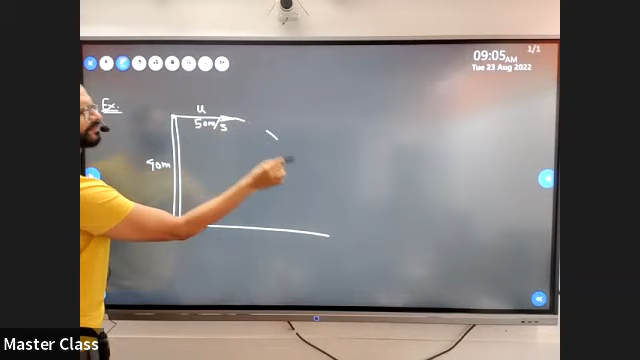 09:05AM
Tue 23 Aug 2022
1/1
Ex.
u
50m/s
90m
Master Class